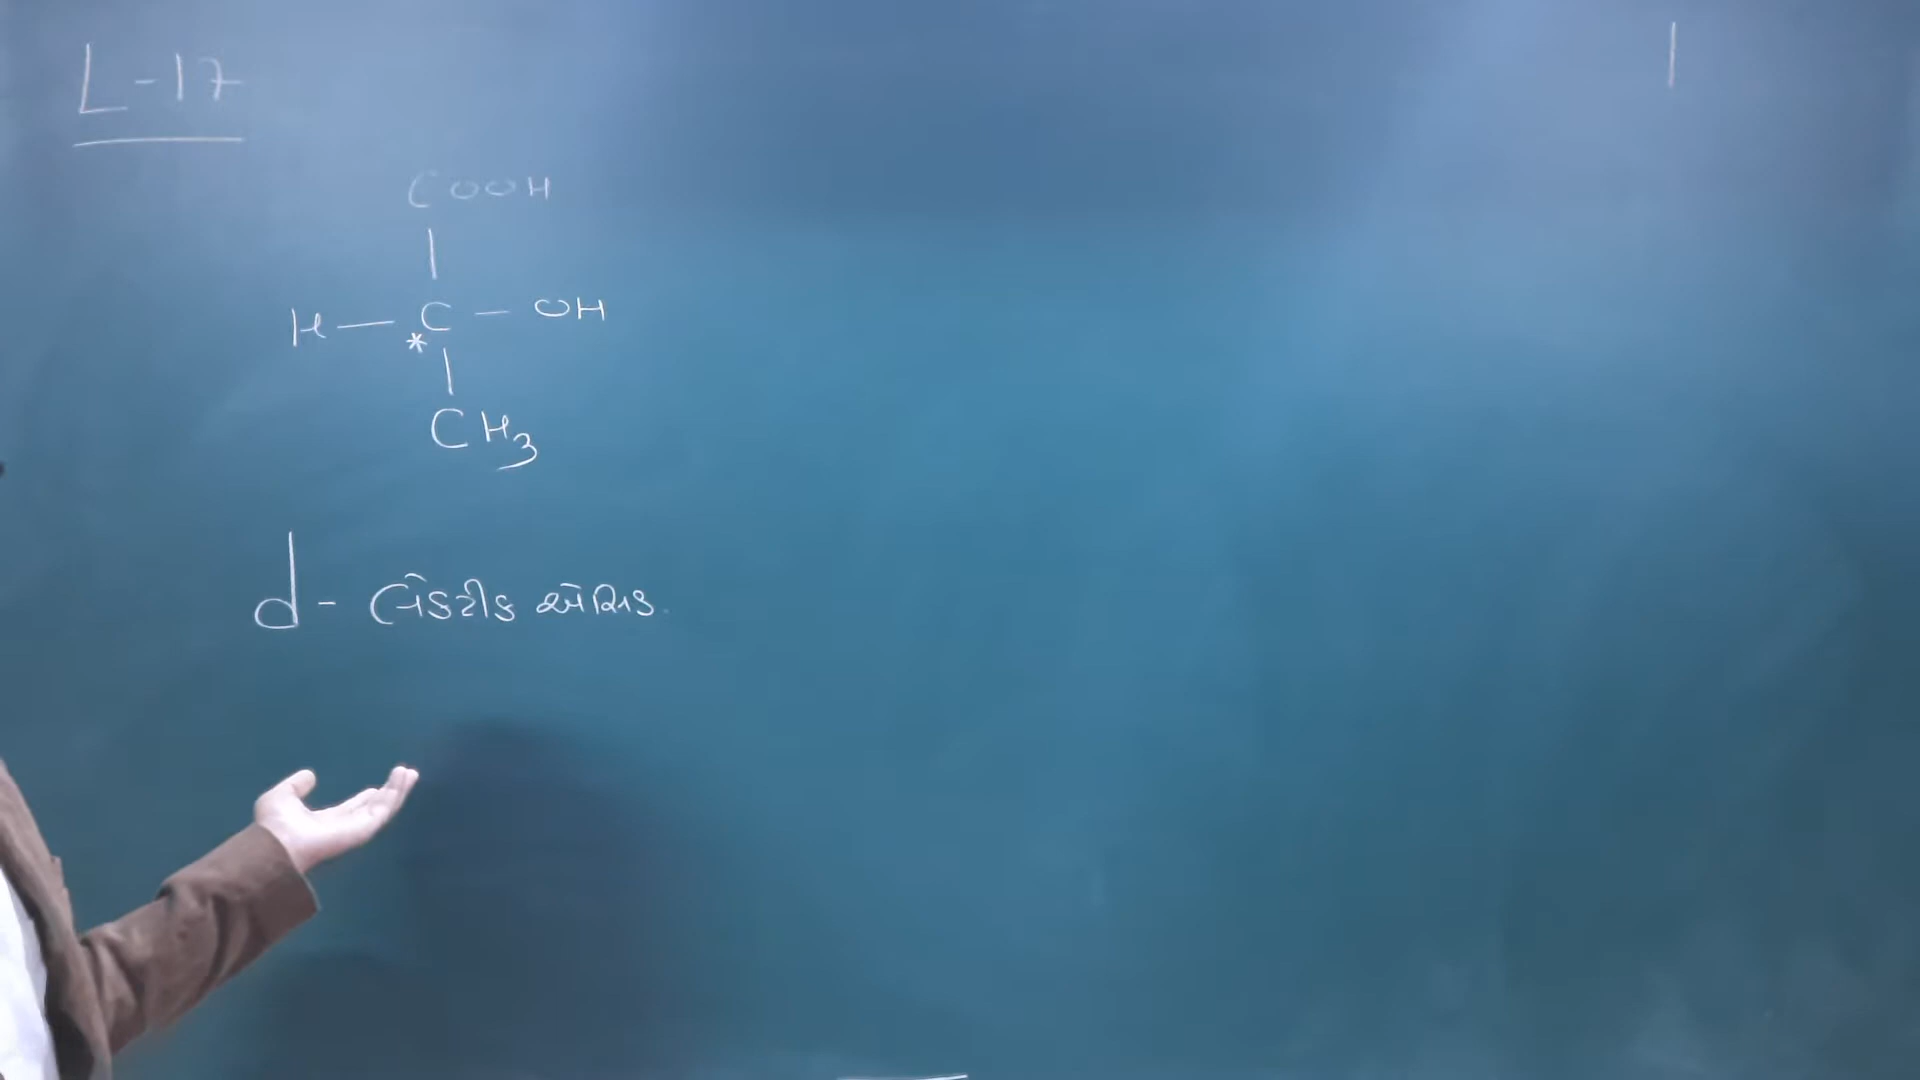 L-17
COOH
|
H — C — OH
*
|
CH3
d- લેકટીક એસિડ.